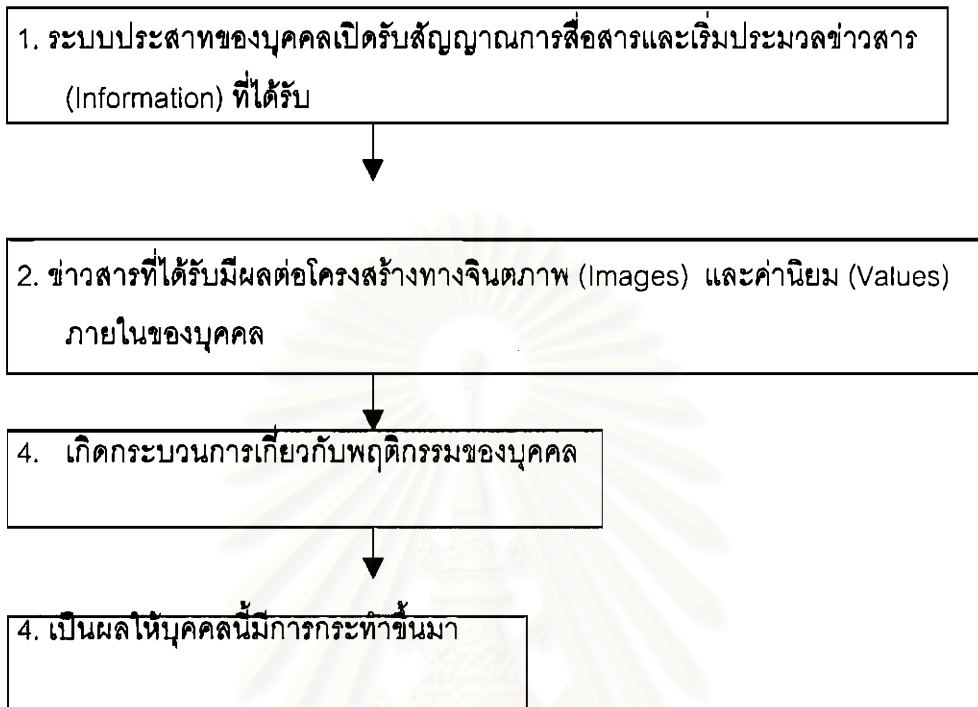 1. ระบบประสาทของบุคคลเปิดรับสัญญาณการสื่อสารและเริ่มประมวลข่าวสาร
(Information) ที่ได้รับ
2. ข่าวสารที่ได้รับมีผลต่อโครงสร้างทางจินตภาพ (Images) และค่านิยม (Values)
ภายในของบุคคล
4. เกิดกระบวนการเกี่ยวกับพฤติกรรมของบุคคล
4. เป็นผลให้บุคคลนี้มีการกระทำขึ้นมา